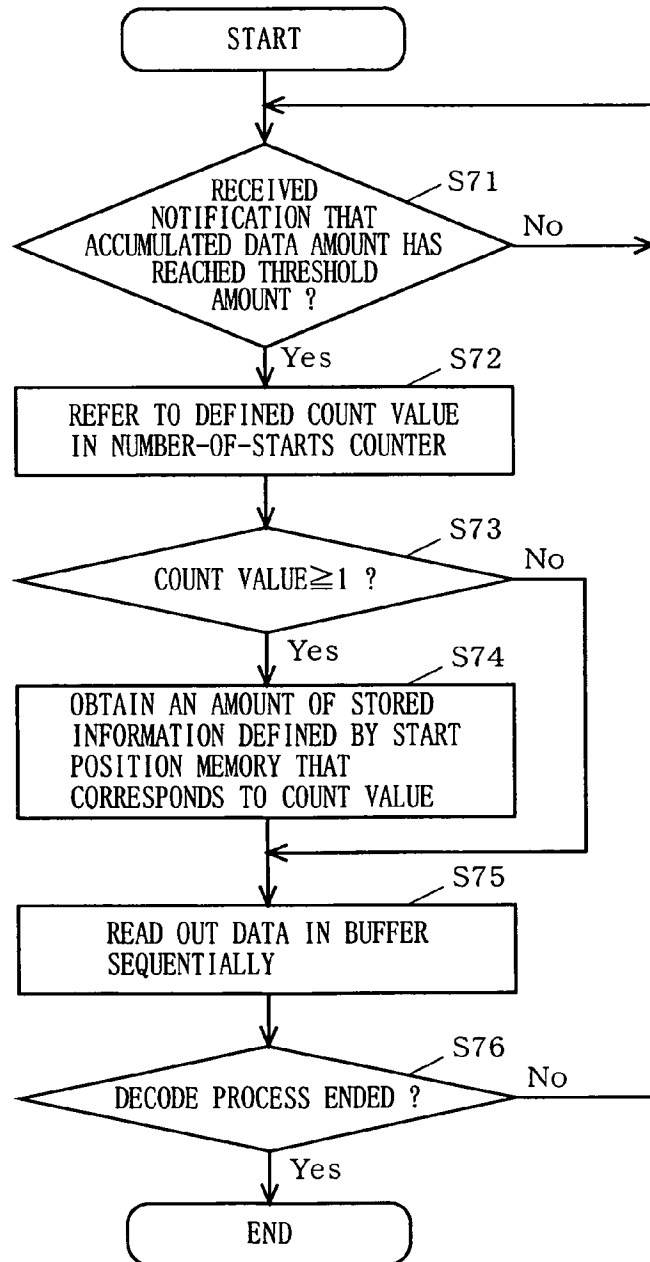 START
S71
RECEIVED
NOTIFICATION THAT
ACCUMULATED DATA AMOUNT HAS
REACHED THRESHOLD
AMOUNT ?
No
Yes
S72
REFER TO DEFINED COUNT VALUE
IN NUMBER-OF-STARTS COUNTER
S73
COUNT VALUE≧1 ?
No
Yes
S74
OBTAIN AN AMOUNT OF STORED
INFORMATION DEFINED BY START
POSITION MEMORY THAT
CORRESPONDS TO COUNT VALUE
S75
READ OUT DATA IN BUFFER
SEQUENTIALLY
S76
DECODE PROCESS ENDED ?
No
Yes
END